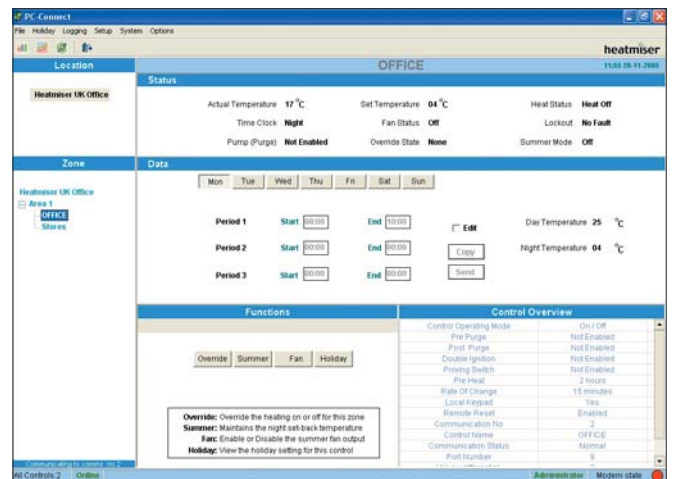 PC-Connect
File Holiday Logging Setup System Options
heatmiser
Location
OFFICE
11:55 28-11-2005
Heatmiser UK Office
Status
Actual Temperature 17 °C Set Temperature 04 °C Heat Status Heat Off
Time Clock Night Fan Status Off Lockout No Fault
Pump (Purge) Not Enabled Override State None Summer Mode Off
Zone
Data
Heatmiser UK Office
Area 1
OFFICE
Stores
Mon Tue Wed Thu Fri Sat Sun
Period 1 Start 00:00 End 10:00 Edit Day Temperature 25 °C
Period 2 Start 00:00 End 00:00 Copy Night Temperature 04 °C
Period 3 Start 00:00 End 00:00 Send
Functions
Override Summer Fan Holiday
Override: Override the heating on or off for this zone
Summer: Maintains the night set-back temperature
Fan: Enable or Disable the summer fan output
Holiday: View the holiday setting for this control
Control Overview
Control Operating Mode On / Off
Pre Purge Not Enabled
Post Purge Not Enabled
Double Ignition Not Enabled
Proving Switch Not Enabled
Pre Heat 2 hours
Rate Of Change 15 minutes
Local Keypad Yes
Remote Reset Enabled
Communication No 2
Control Name OFFICE
Communication Status Normal
Port Number
Communicating to comms no:2
All Controls:2 Online Administrator Modem state